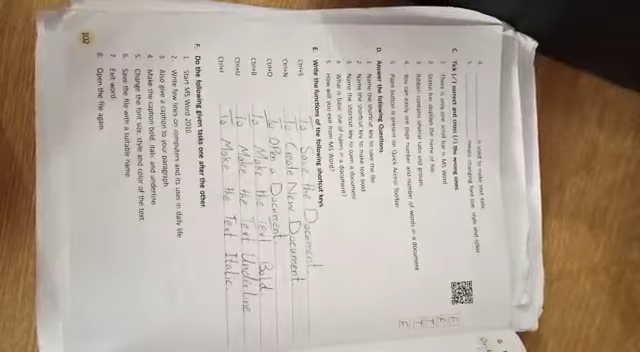 4. is used to make text italic.
5. means changing font size, style and color.
C. Tick (✓) correct and cross (✗) the wrong ones.
1. There is only one scroll bar in MS Word
2. Status bar displays the name of file.
3. Ribbon contains several tabs and groups.
4. You can easily see page number and number of words in a document
5. Paste button is present on Quick Access Toolbar
D. Answer the following Questions.
1. Name the shortcut key to save the file
2. Name the shortcut key to make text bold
3. Name the shortcut key to open a document
4. What is basic use of rulers in a document?
5. How will you exit from MS Word?
E. Write the functions of the following shortcut keys
Ctrl+S To Save the Document.
Ctrl+N To Create New Document
Ctrl+O To Open a Document.
Ctrl+B To Make the Text Bold
Ctrl+U To Make the Text Underline
Ctrl+I To Make the Text Italic.
F. Do the following given tasks one after the other.
1. Start MS Word 2010.
2. Write few lines on computers and its uses in daily life
3. Also give a caption to your paragraph
4. Make the caption bold, italic and underline.
5. Change the font size, style and color of the text.
6. Save the file with a suitable name.
7. Exit word
8. Open the file again.
102